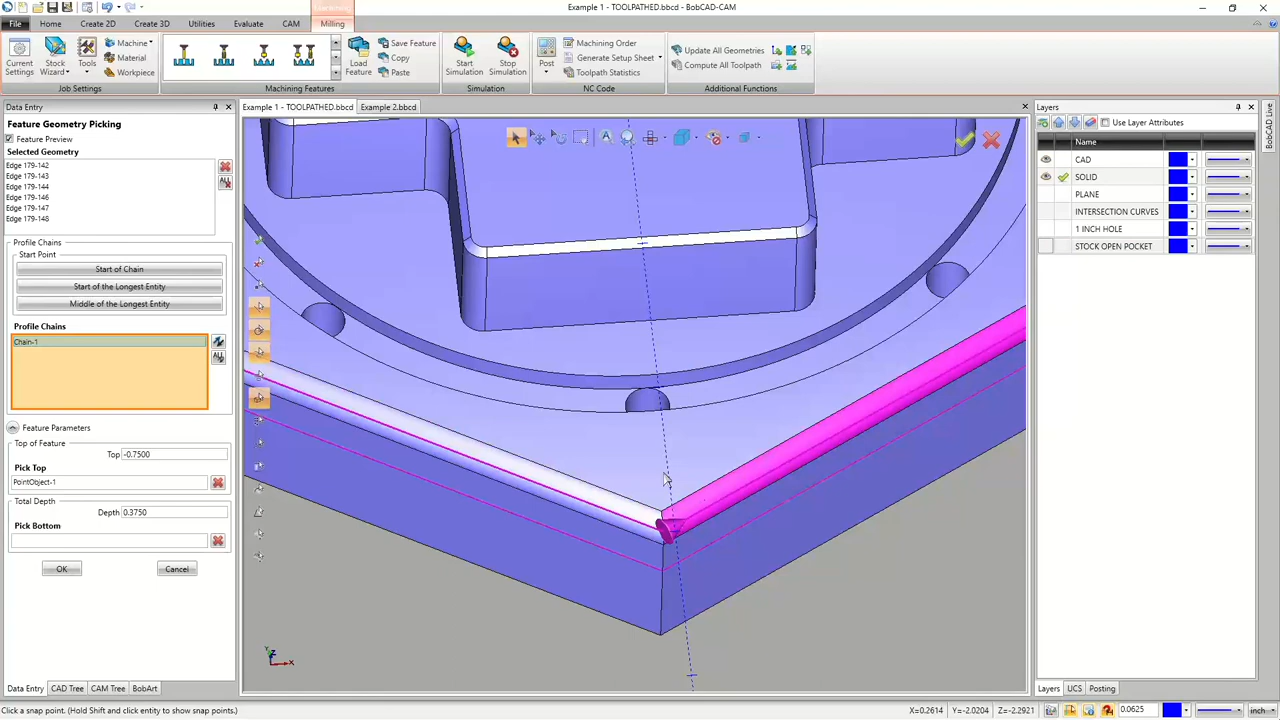 Example 1 - TOOLPATHED.bbcd - BobCAD-CAM
File
Home
Create 2D
Create 3D
Utilities
Evaluate
CAM
Milling
Current Settings
Stock Wizard
Tools
Machine
Material
Workpiece
Job Settings
Load Feature
Save Feature
Copy
Paste
Machining Features
Start Simulation
Stop Simulation
Simulation
Post
Machining Order
Generate Setup Sheet
Toolpath Statistics
NC Code
Update All Geometries
Compute All Toolpath
Additional Functions
Data Entry
Feature Geometry Picking
Feature Preview
Selected Geometry
Edge 179-142
Edge 179-143
Edge 179-144
Edge 179-146
Edge 179-147
Edge 179-148
Profile Chains
Start Point
Start of Chain
Start of the Longest Entity
Middle of the Longest Entity
Profile Chains
Chain-1
Feature Parameters
Top of Feature
Top -0.7500
Pick Top
PointObject-1
Total Depth
Depth 0.3750
Pick Bottom
OK
Cancel
Data Entry
CAD Tree
CAM Tree
BobArt
Example 1 - TOOLPATHED.bbcd
Example 2.bbcd
X
Layers
Use Layer Attributes
Name
CAD
SOLID
PLANE
INTERSECTION CURVES
1 INCH HOLE
STOCK OPEN POCKET
BobCAD Live
Layers
UCS
Posting
Click a snap point. (Hold Shift and click entity to show snap points.)
X=0.2614
Y=-2.0204
Z=-2.2921
0.0625
inch